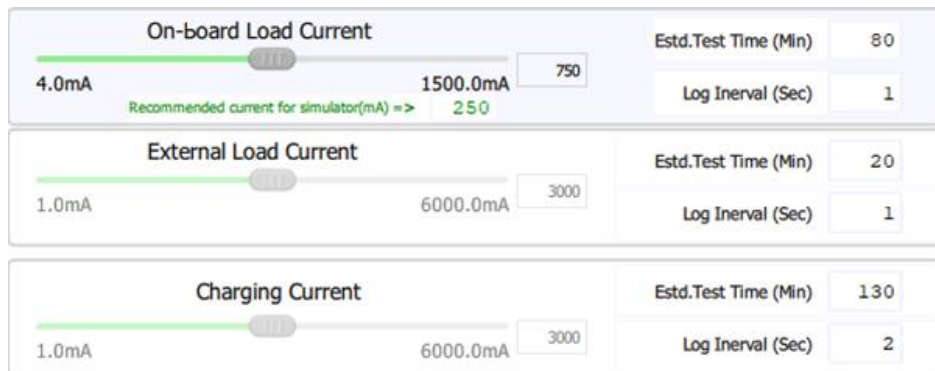 On-board Load Current
Estd.Test Time (Min) 80
4.0mA 1500.0mA 750
Log Inerval (Sec) 1
Recommended current for simulator(mA) => 250
External Load Current
Estd.Test Time (Min) 20
1.0mA 6000.0mA 3000
Log Inerval (Sec) 1
Charging Current
Estd.Test Time (Min) 130
1.0mA 6000.0mA 3000
Log Inerval (Sec) 2